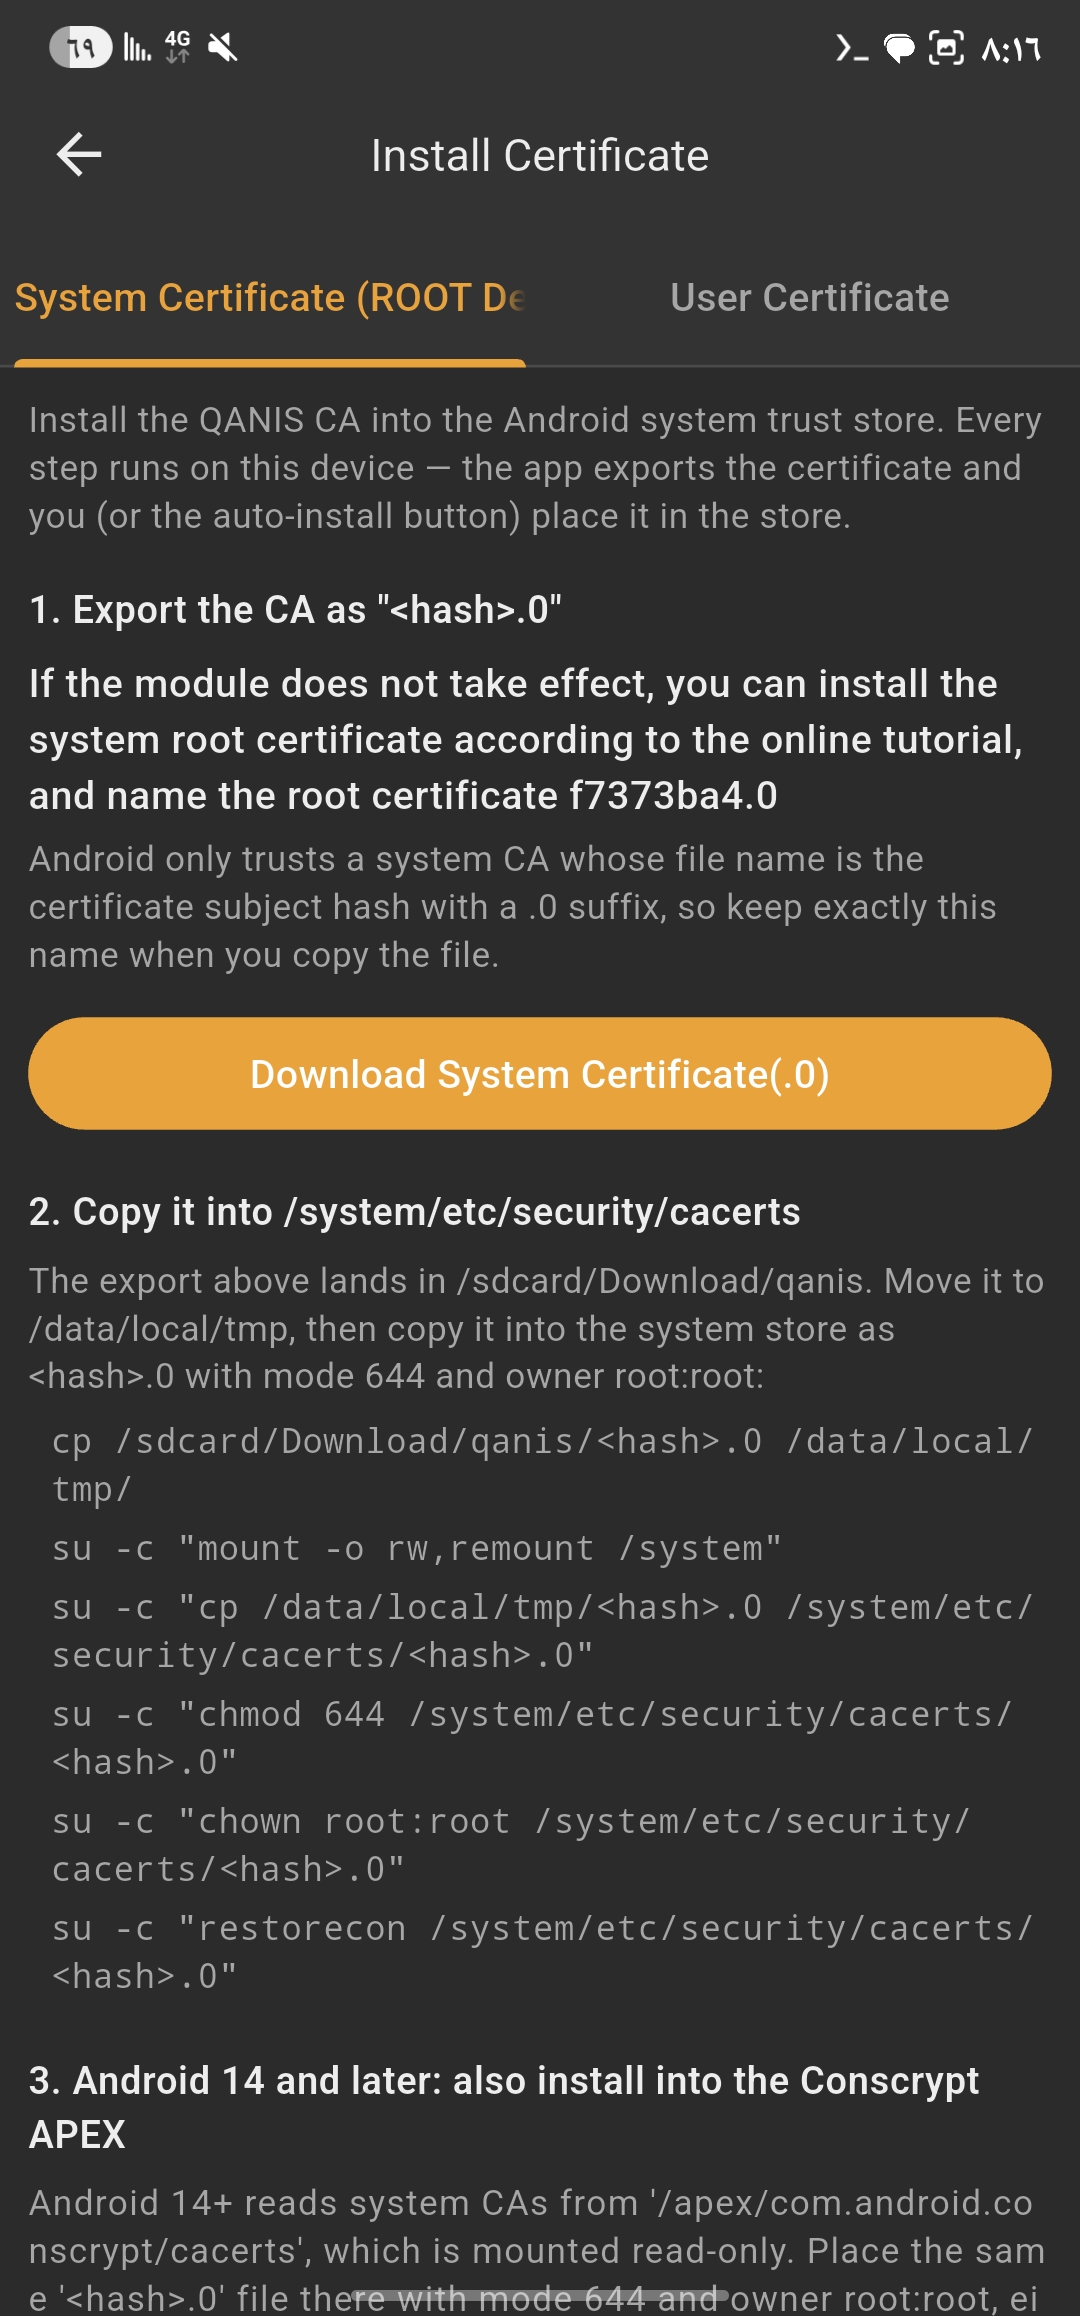 ٦٩ 4G ٨:١٦
Install Certificate
System Certificate (ROOT De
User Certificate
Install the QANIS CA into the Android system trust store. Every
step runs on this device — the app exports the certificate and
you (or the auto-install button) place it in the store.
1. Export the CA as "<hash>.0"
If the module does not take effect, you can install the
system root certificate according to the online tutorial,
and name the root certificate f7373ba4.0
Android only trusts a system CA whose file name is the
certificate subject hash with a .0 suffix, so keep exactly this
name when you copy the file.
Download System Certificate(.0)
2. Copy it into /system/etc/security/cacerts
The export above lands in /sdcard/Download/qanis. Move it to
/data/local/tmp, then copy it into the system store as
<hash>.0 with mode 644 and owner root:root:
cp /sdcard/Download/qanis/<hash>.0 /data/local/
tmp/
su -c "mount -o rw,remount /system"
su -c "cp /data/local/tmp/<hash>.0 /system/etc/
security/cacerts/<hash>.0"
su -c "chmod 644 /system/etc/security/cacerts/
<hash>.0"
su -c "chown root:root /system/etc/security/
cacerts/<hash>.0"
su -c "restorecon /system/etc/security/cacerts/
<hash>.0"
3. Android 14 and later: also install into the Conscrypt
APEX
Android 14+ reads system CAs from '/apex/com.android.co
nscrypt/cacerts', which is mounted read-only. Place the sam
e '<hash>.0' file there with mode 644 and owner root:root, ei